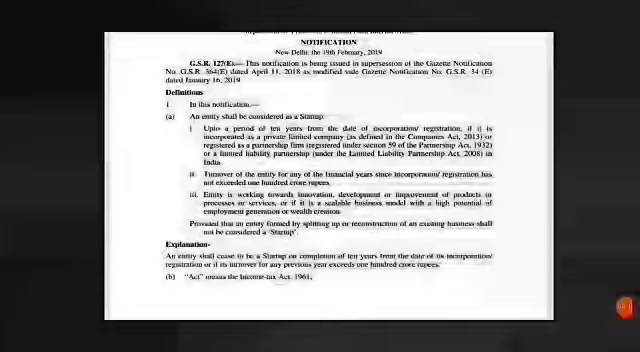 NOTIFICATION
New Delhi, the 19th February, 2019
G.S.R. 127(E).— This notification is being issued in supersession of the Gazette Notification
No. G.S.R. 364(E) dated April 11, 2018 as modified vide Gazette Notification No. G.S.R. 34 (E)
dated January 16, 2019
Definitions
1. In this notification,—
(a) An entity shall be considered as a Startup:
i. Upto a period of ten years from the date of incorporation/ registration, if it is
incorporated as a private limited company (as defined in the Companies Act, 2013) or
registered as a partnership firm (registered under section 59 of the Partnership Act, 1932)
or a limited liability partnership (under the Limited Liability Partnership Act, 2008) in
India.
ii. Turnover of the entity for any of the financial years since incorporation/ registration has
not exceeded one hundred crore rupees
iii. Entity is working towards innovation, development or improvement of products or
processes or services, or if it is a scalable business model with a high potential of
employment generation or wealth creation.
Provided that an entity formed by splitting up or reconstruction of an existing business shall
not be considered a 'Startup'.
Explanation-
An entity shall cease to be a Startup on completion of ten years from the date of its incorporation/
registration or if its turnover for any previous year exceeds one hundred crore rupees.
(b) "Act" means the Income-tax Act, 1961;